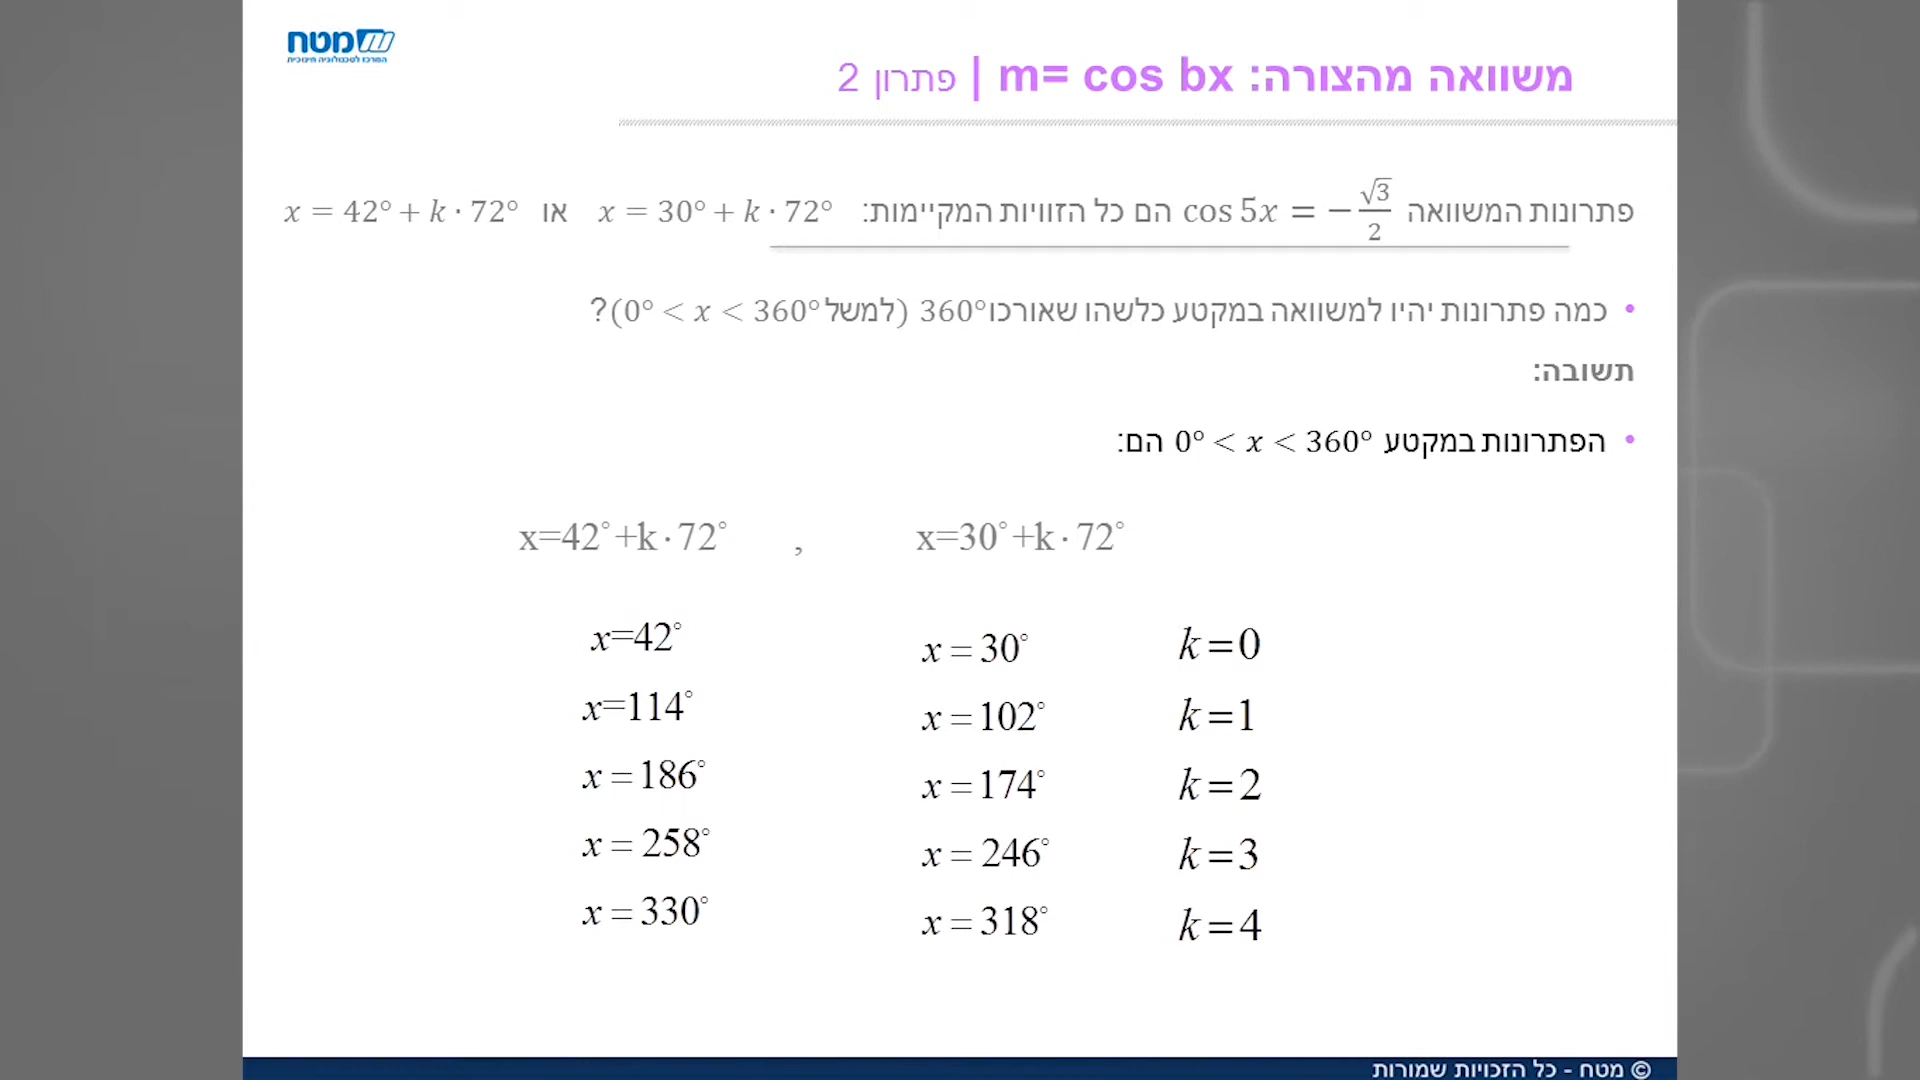 מטח
המרכז לטכנולוגיה חינוכית
משוואה מהצורה: m= cos bx | פתרון 2
פתרונות המשוואה cos 5x = −√3/2 הם כל הזוויות המקיימות: x = 30° + k · 72° או x = 42° + k · 72°
• כמה פתרונות יהיו למשוואה במקטע כלשהו שאורכו 360° (למשל 0° < x < 360°)?
תשובה:
• הפתרונות במקטע 0° < x < 360° הם:
x=42°+k·72° , x=30°+k·72°
x=42° x=30° k=0
x=114° x=102° k=1
x=186° x=174° k=2
x=258° x=246° k=3
x=330° x=318° k=4
© מטח - כל הזכויות שמורות